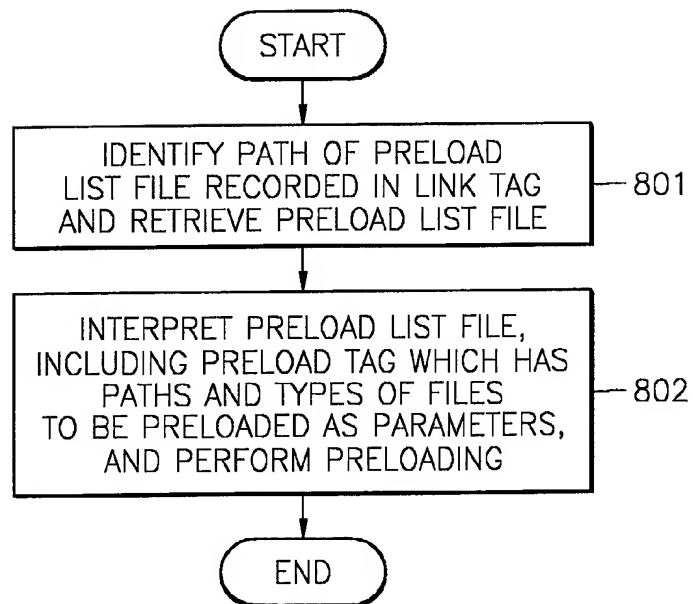 START
IDENTIFY PATH OF PRELOAD
LIST FILE RECORDED IN LINK TAG
AND RETRIEVE PRELOAD LIST FILE
801
INTERPRET PRELOAD LIST FILE,
INCLUDING PRELOAD TAG WHICH HAS
PATHS AND TYPES OF FILES
TO BE PRELOADED AS PARAMETERS,
AND PERFORM PRELOADING
802
END